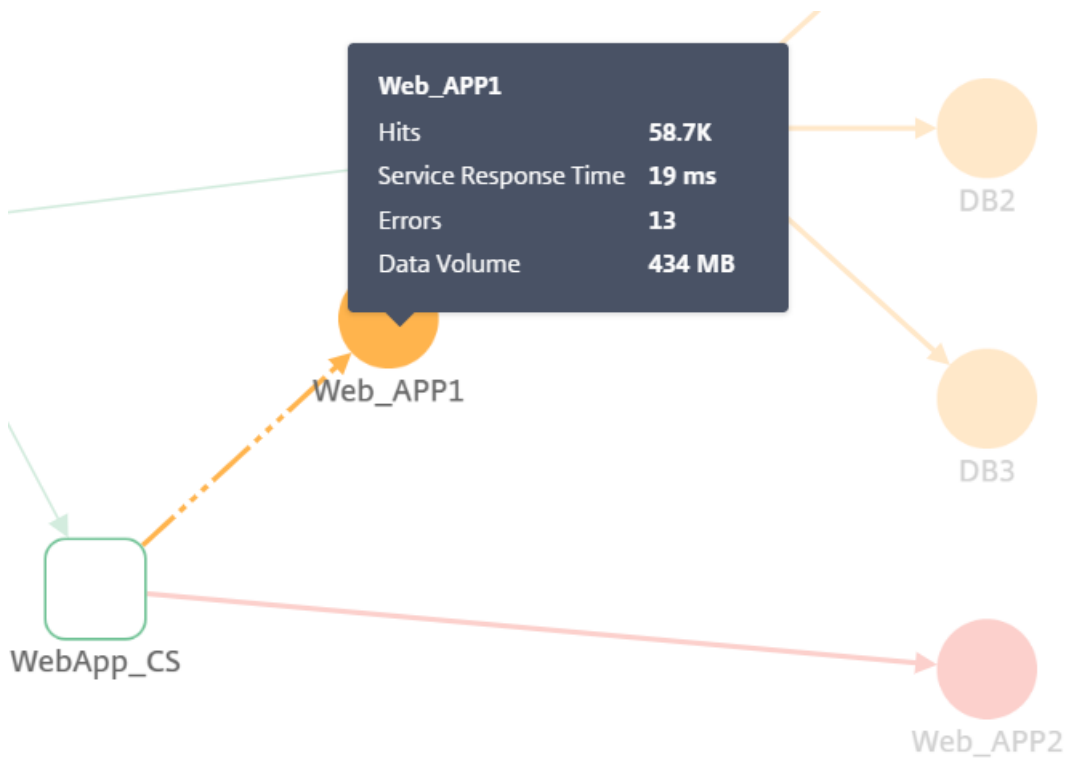 Web_APP1
Hits 58.7K
Service Response Time 19 ms
Errors 13
Data Volume 434 MB
DB2
Web_APP1
DB3
WebApp_CS
Web_APP2